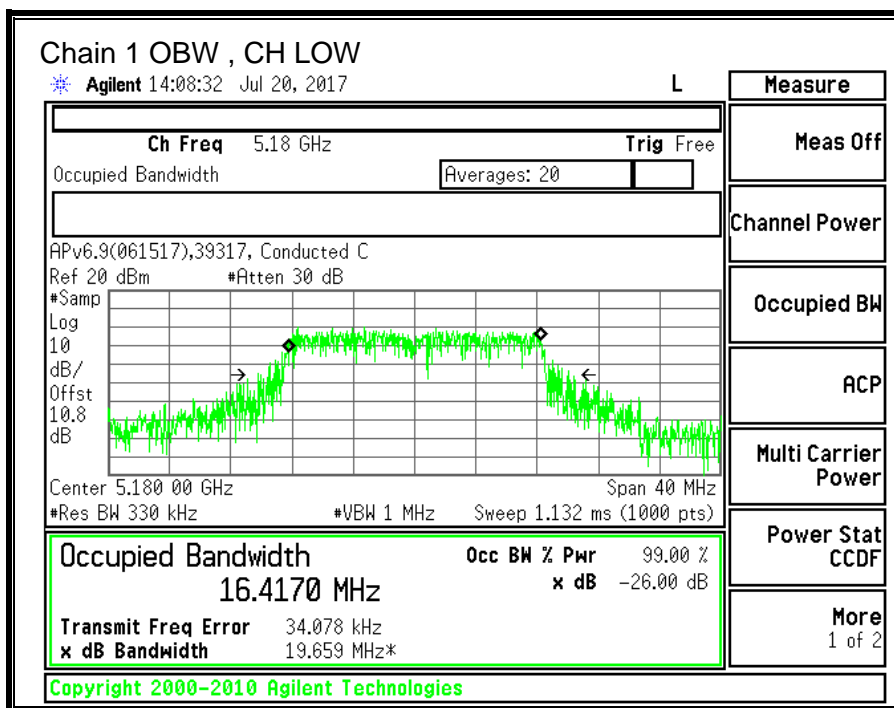 Chain 1 OBW , CH LOW
Agilent 14:08:32 Jul 20, 2017 L
Measure
Ch Freq 5.18 GHz Trig Free
Meas Off
Occupied Bandwidth Averages: 20
Channel Power
APv6.9(061517),39317, Conducted C
Ref 20 dBm #Atten 30 dB
#Samp
Log
10
dB/
Offst
10.8
dB
Occupied BW
ACP
Multi Carrier
Power
Center 5.180 00 GHz Span 40 MHz
#Res BW 330 kHz #VBW 1 MHz Sweep 1.132 ms (1000 pts)
Power Stat
CCDF
Occupied Bandwidth Occ BW % Pwr 99.00 %
16.4170 MHz x dB -26.00 dB
Transmit Freq Error 34.078 kHz
x dB Bandwidth 19.659 MHz*
More
1 of 2
Copyright 2000-2010 Agilent Technologies